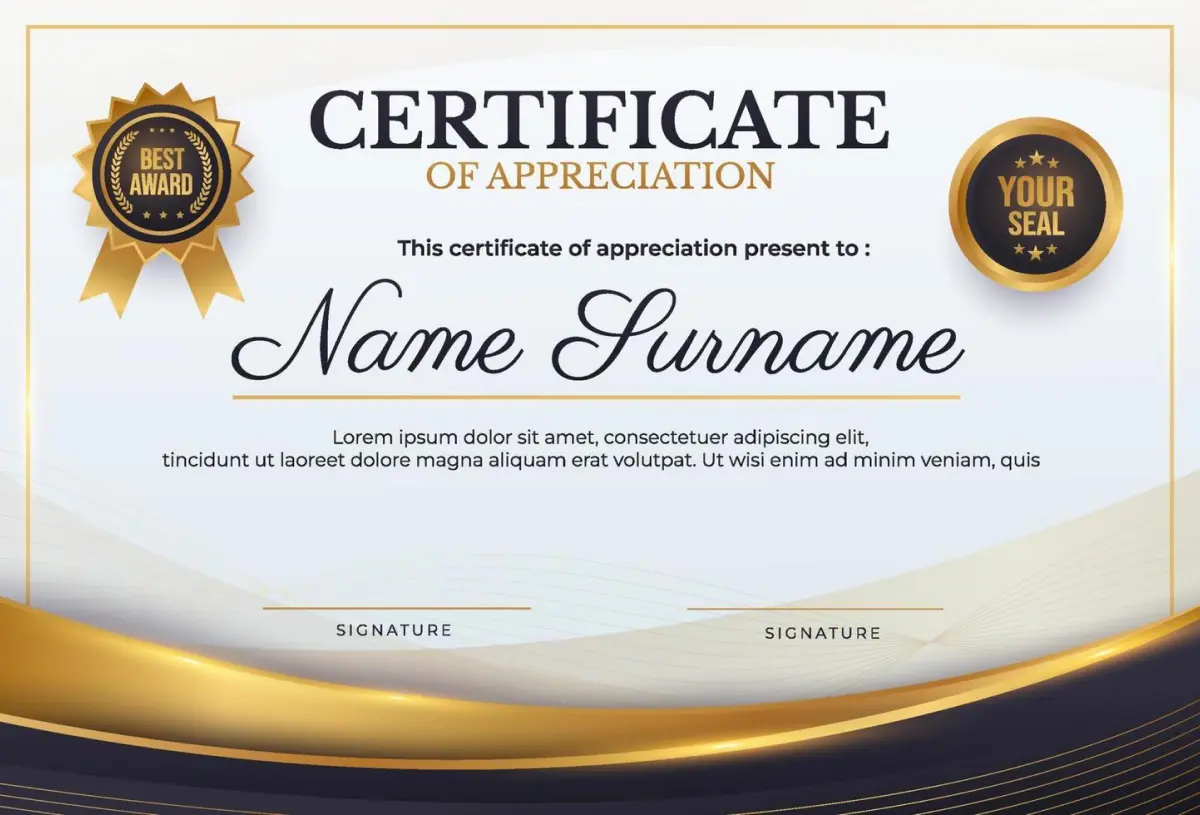 CERTIFICATE
OF APPRECIATION
BEST
AWARD
YOUR
SEAL
This certificate of appreciation present to :
Name Surname
Lorem ipsum dolor sit amet, consectetuer adipiscing elit,
tincidunt ut laoreet dolore magna aliquam erat volutpat. Ut wisi enim ad minim veniam, quis
SIGNATURE
SIGNATURE